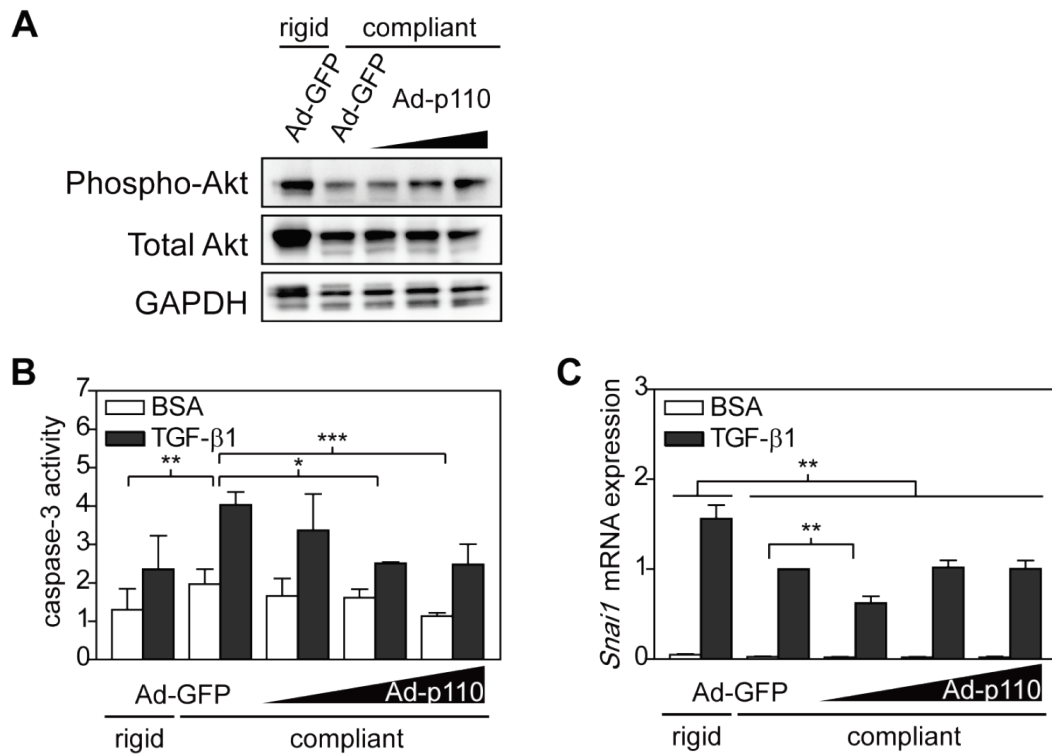 A
rigid compliant
Ad-GFP Ad-GFP Ad-p110
Phospho-Akt
Total Akt
GAPDH
B
caspase-3 activity
7
6
5
4
3
2
1
0
BSA
TGF-β1
**
*
***
Ad-GFP Ad-p110
rigid compliant
C
Snai1 mRNA expression
3
2
1
0
BSA
TGF-β1
**
**
Ad-GFP Ad-p110
rigid compliant